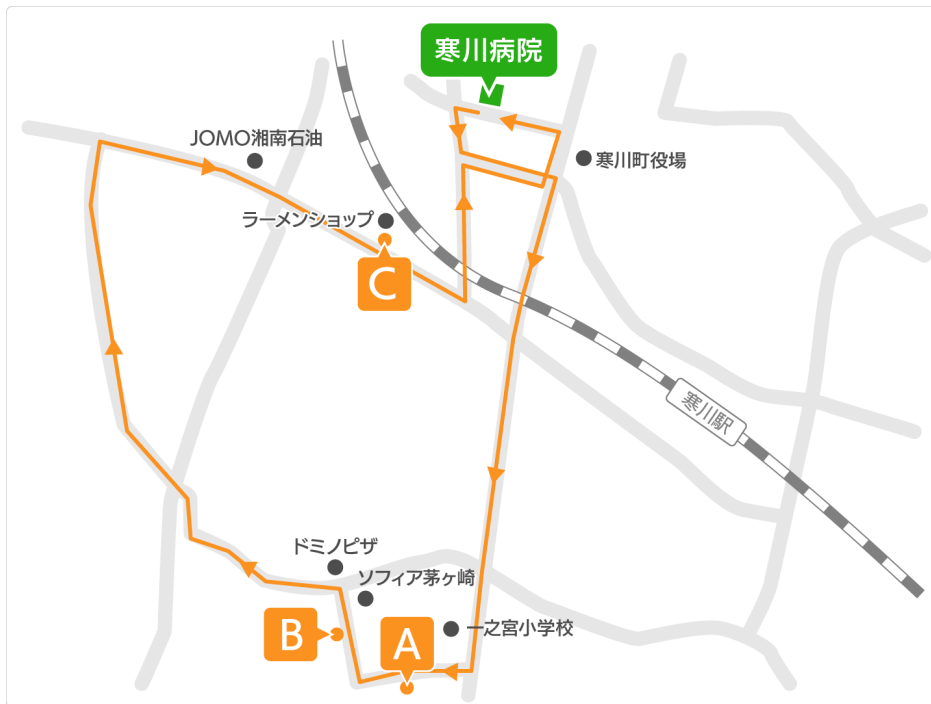 寒川病院
JOMO湘南石油
寒川町役場
ラーメンショップ
C
寒川駅
ドミノピザ
ソフィア茅ヶ崎
一之宮小学校
B
A